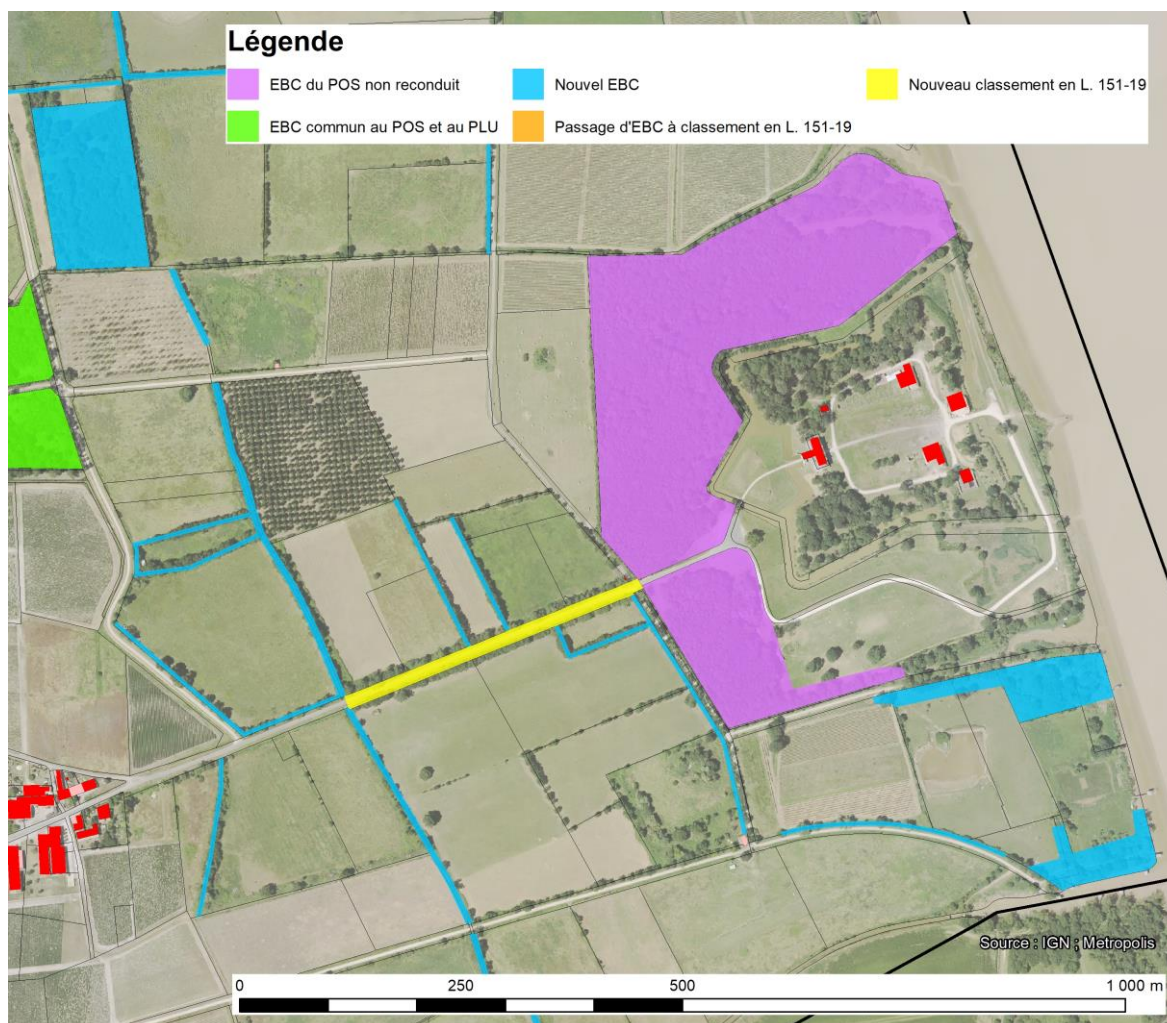 Légende
EBC du POS non reconduit
Nouvel EBC
Nouveau classement en L. 151-19
EBC commun au POS et au PLU
Passage d'EBC à classement en L. 151-19
Source : IGN ; Metropolis
0 250 500 1 000 m